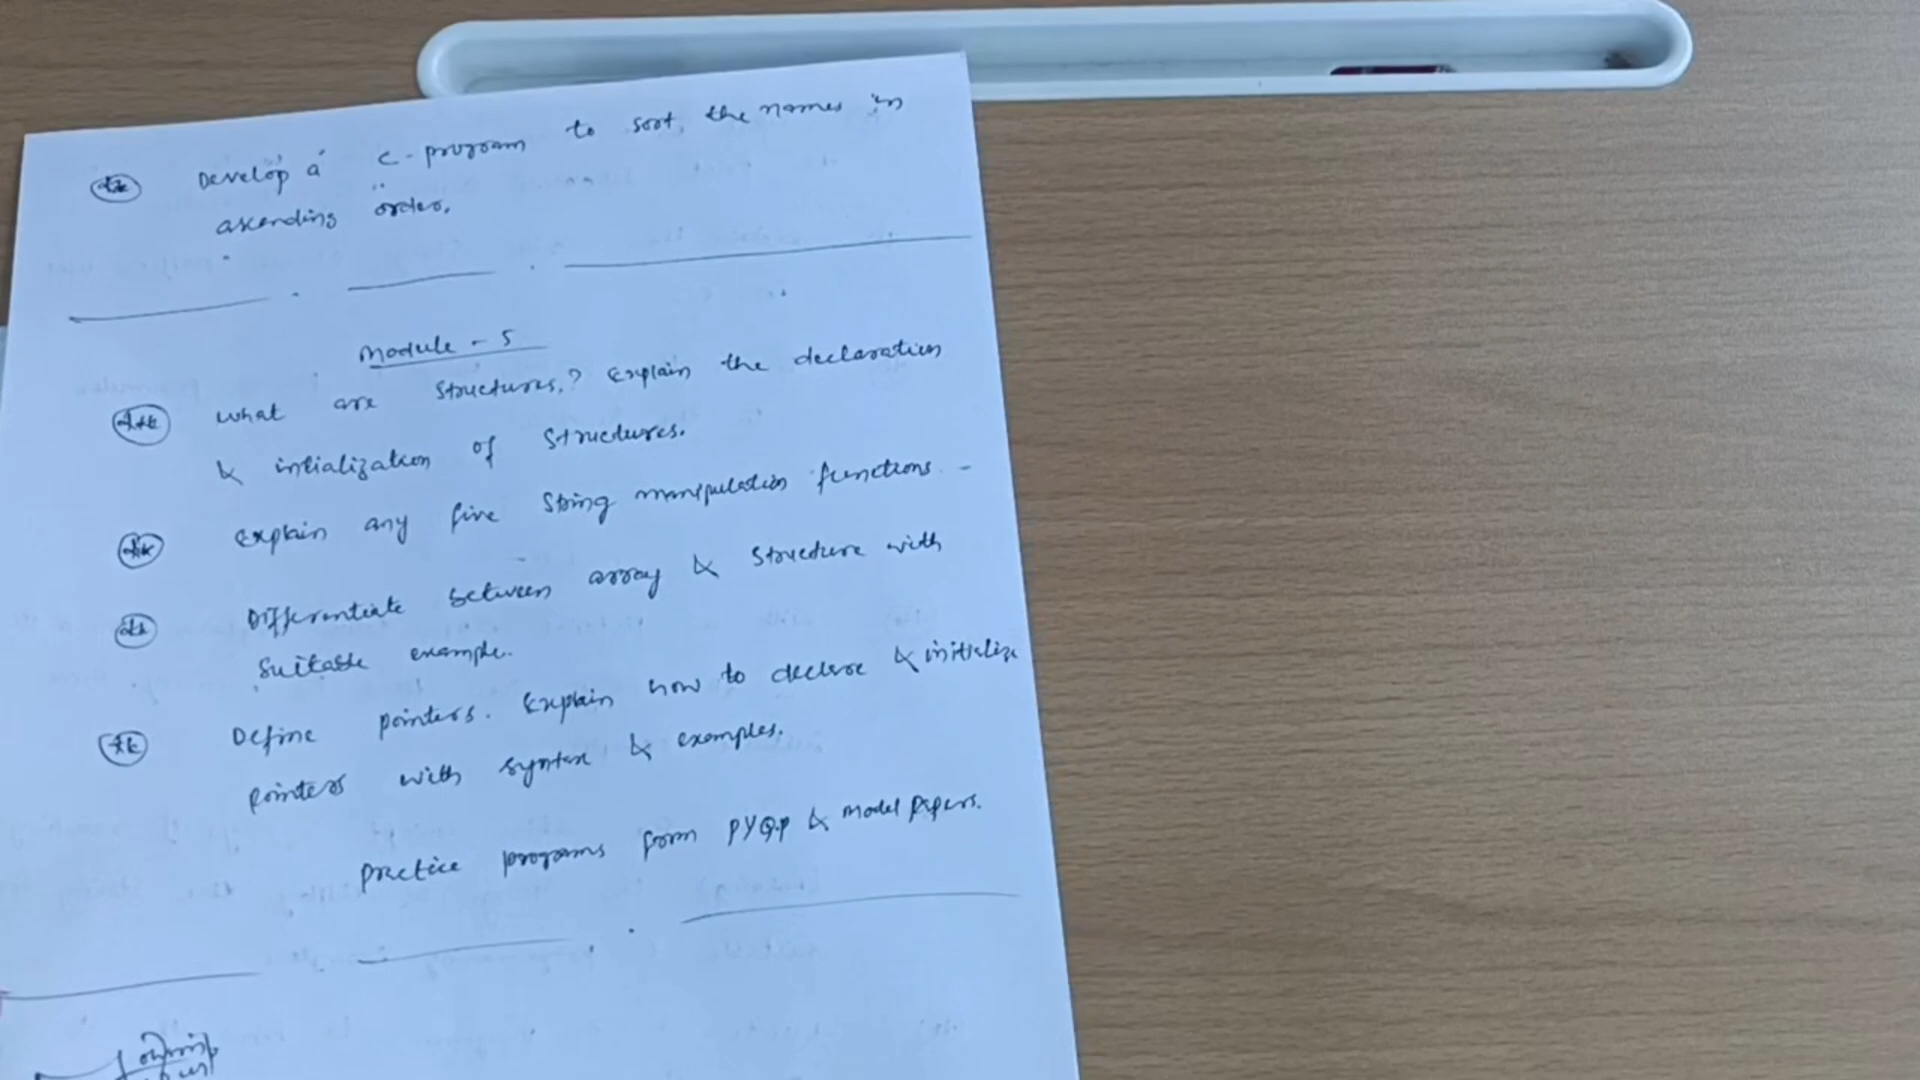 Develop a C-program to sort, the names in
ascending order.
Module - 5
What are Structures.? Explain the declaration
& intialization of Structures.
Explain any five String manipulation functions -
Differentiate between array & Structure with
Suitable example.
Define pointers. Explain how to declare & initialize
pointers with syntax & examples.
practice programs form PYQP & Model papers.